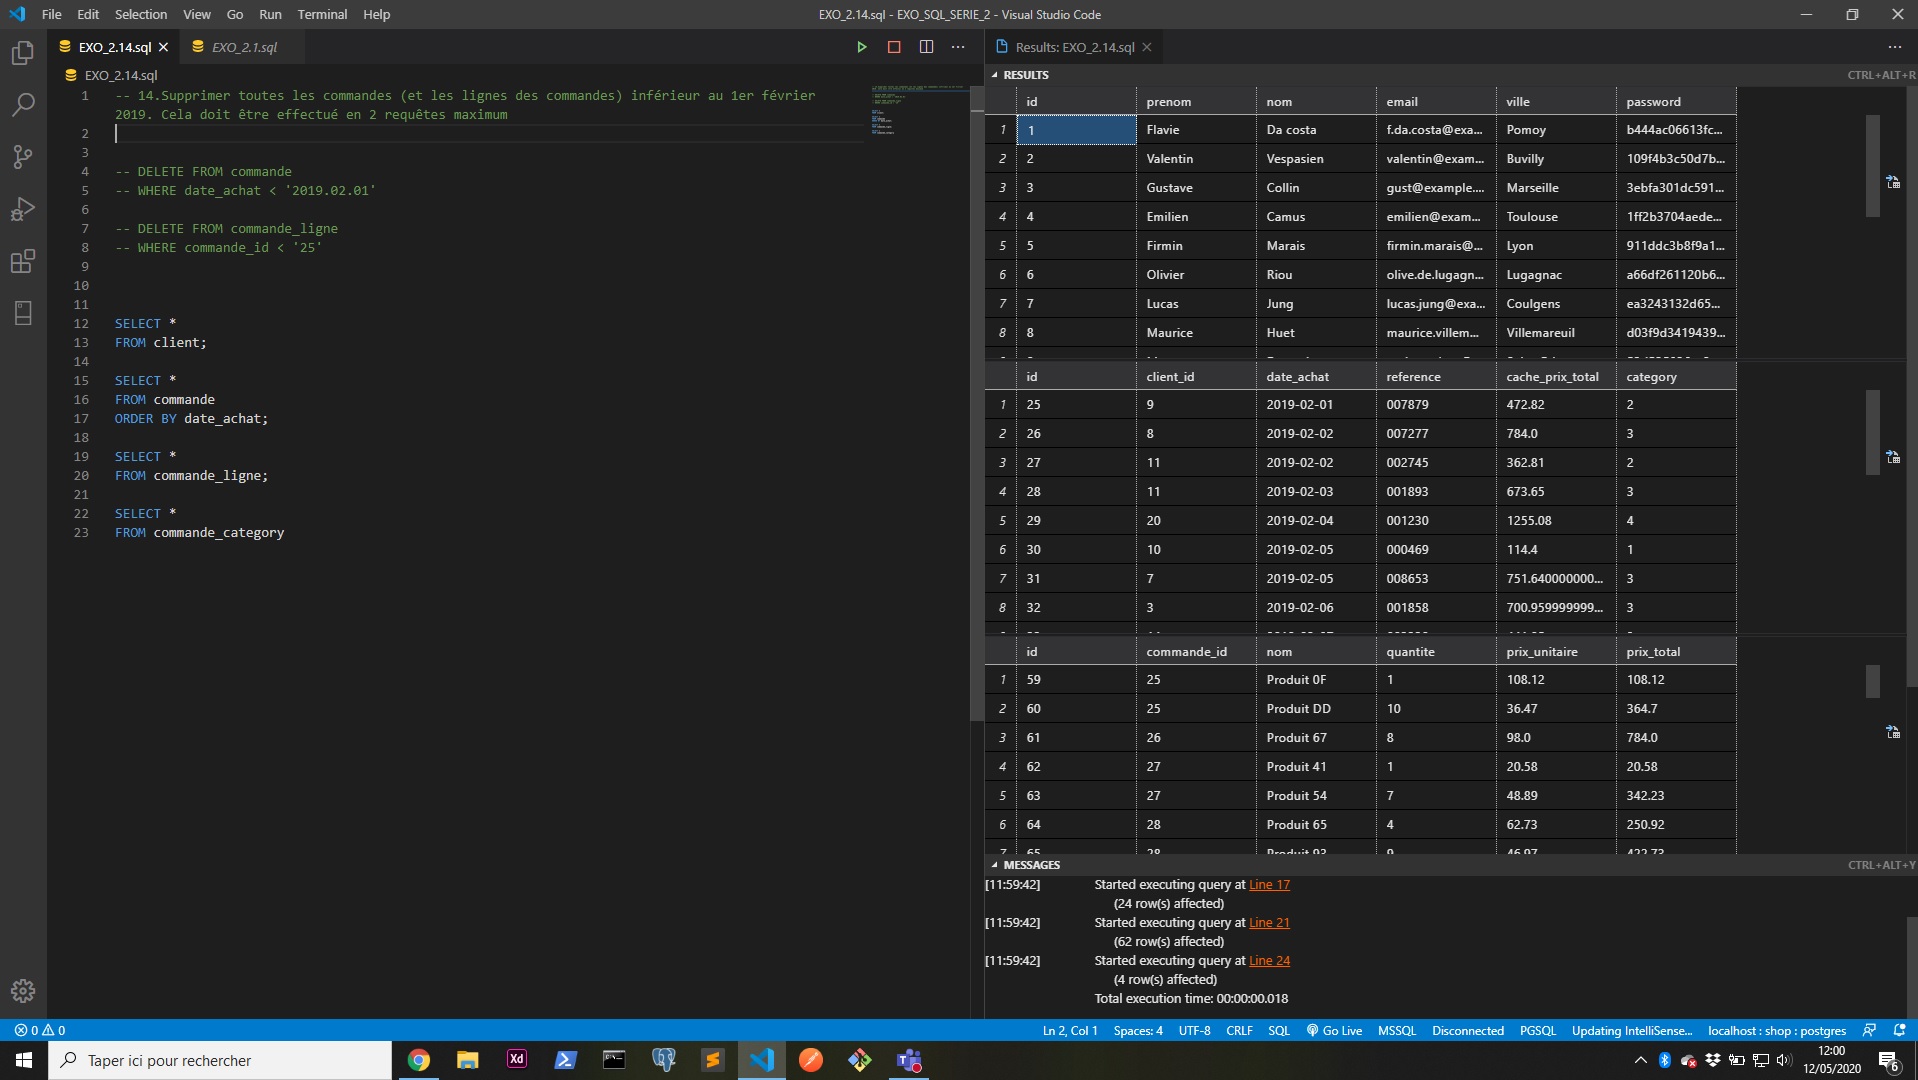 File Edit Selection View Go Run Terminal Help
EXO_2.14.sql - EXO_SQL_SERIE_2 - Visual Studio Code
EXO_2.14.sql
EXO_2.1.sql
EXO_2.14.sql
1 -- 14.Supprimer toutes les commandes (et les lignes des commandes) inférieur au 1er février
2019. Cela doit être effectué en 2 requêtes maximum
2
3
4 -- DELETE FROM commande
5 -- WHERE date_achat < '2019.02.01'
6
7 -- DELETE FROM commande_ligne
8 -- WHERE commande_id < '25'
9
10
11
12 SELECT *
13 FROM client;
14
15 SELECT *
16 FROM commande
17 ORDER BY date_achat;
18
19 SELECT *
20 FROM commande_ligne;
21
22 SELECT *
23 FROM commande_category
Results: EXO_2.14.sql
RESULTS CTRL+ALT+R
id prenom nom email ville password
1 1 Flavie Da costa f.da.costa@exa... Pomoy b444ac06613fc...
2 2 Valentin Vespasien valentin@exam... Buvilly 109f4b3c50d7b...
3 3 Gustave Collin gust@example.... Marseille 3ebfa301dc591...
4 4 Emilien Camus emilien@exam... Toulouse 1ff2b3704aede...
5 5 Firmin Marais firmin.marais@... Lyon 911ddc3b8f9a1...
6 6 Olivier Riou olive.de.lugagn... Lugagnac a66df261120b6...
7 7 Lucas Jung lucas.jung@exa... Coulgens ea3243132d65...
8 8 Maurice Huet maurice.villem... Villemareuil d03f9d3419439...
id client_id date_achat reference cache_prix_total category
1 25 9 2019-02-01 007879 472.82 2
2 26 8 2019-02-02 007277 784.0 3
3 27 11 2019-02-02 002745 362.81 2
4 28 11 2019-02-03 001893 673.65 3
5 29 20 2019-02-04 001230 1255.08 4
6 30 10 2019-02-05 000469 114.4 1
7 31 7 2019-02-05 008653 751.640000000... 3
8 32 3 2019-02-06 001858 700.959999999... 3
id commande_id nom quantite prix_unitaire prix_total
1 59 25 Produit 0F 1 108.12 108.12
2 60 25 Produit DD 10 36.47 364.7
3 61 26 Produit 67 8 98.0 784.0
4 62 27 Produit 41 1 20.58 20.58
5 63 27 Produit 54 7 48.89 342.23
6 64 28 Produit 65 4 62.73 250.92
7 65 28 Produit 93 9 46.97 422.73
MESSAGES CTRL+ALT+Y
[11:59:42] Started executing query at Line 17
(24 row(s) affected)
[11:59:42] Started executing query at Line 21
(62 row(s) affected)
[11:59:42] Started executing query at Line 24
(4 row(s) affected)
Total execution time: 00:00:00.018
0 0
Ln 2, Col 1 Spaces: 4 UTF-8 CRLF SQL Go Live MSSQL Disconnected PGSQL Updating IntelliSense... localhost : shop : postgres
Taper ici pour rechercher
Xd
12:00
12/05/2020
6